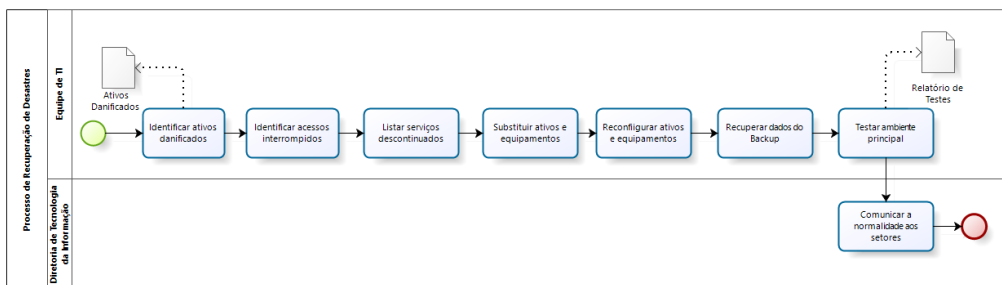 Processo de Recuperação de Desastres
Equipe de TI
Ativos
Danificados
Identificar ativos
danificados
Identificar acessos
interrompidos
Listar serviços
descontinuados
Substituir ativos e
equipamentos
Reconfigurar ativos
e equipamentos
Recuperar dados do
Backup
Testar ambiente
principal
Relatório de
Testes
Diretoria de Tecnologia
da Informação
Comunicar a
normalidade aos
setores